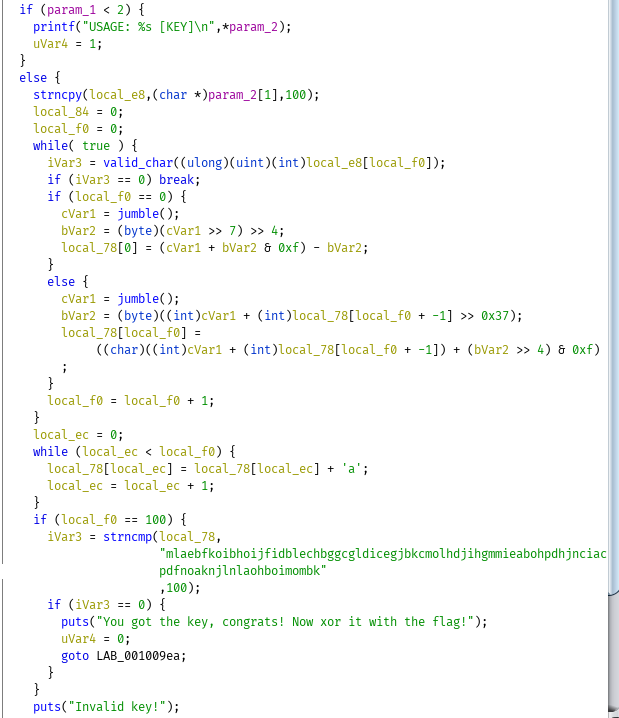 if (param_1 < 2) {
printf("USAGE: %s [KEY]\n",*param_2);
uVar4 = 1;
}
else {
strncpy(local_e8,(char *)param_2[1],100);
local_84 = 0;
local_f0 = 0;
while( true ) {
iVar3 = valid_char((ulong)(uint)(int)local_e8[local_f0]);
if (iVar3 == 0) break;
if (local_f0 == 0) {
cVar1 = jumble();
bVar2 = (byte)(cVar1 >> 7) >> 4;
local_78[0] = (cVar1 + bVar2 & 0xf) - bVar2;
}
else {
cVar1 = jumble();
bVar2 = (byte)((int)cVar1 + (int)local_78[local_f0 + -1] >> 0x37);
local_78[local_f0] =
((char)((int)cVar1 + (int)local_78[local_f0 + -1]) + (bVar2 >> 4) & 0xf)
;
}
local_f0 = local_f0 + 1;
}
local_ec = 0;
while (local_ec < local_f0) {
local_78[local_ec] = local_78[local_ec] + 'a';
local_ec = local_ec + 1;
}
if (local_f0 == 100) {
iVar3 = strncmp(local_78,
"mlaebfkoibhoijfidblechbggcgldicegjbkcmolhdjihgmmieabohpdhjnciac
pdfnoaknjlnlaohboimombk"
,100);
if (iVar3 == 0) {
puts("You got the key, congrats! Now xor it with the flag!");
uVar4 = 0;
goto LAB_001009ea;
}
}
puts("Invalid key!");